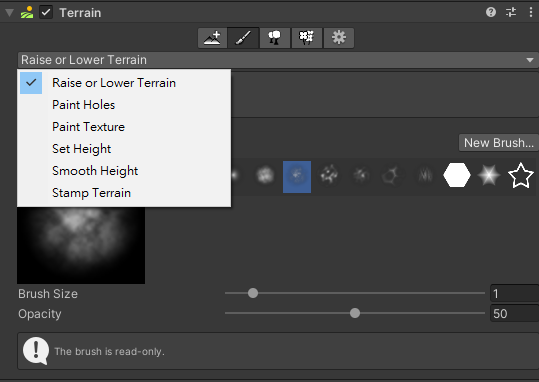 Terrain
Raise or Lower Terrain
Raise or Lower Terrain
Paint Holes
Paint Texture
Set Height
Smooth Height
Stamp Terrain
New Brush...
Brush Size 1
Opacity 50
The brush is read-only.